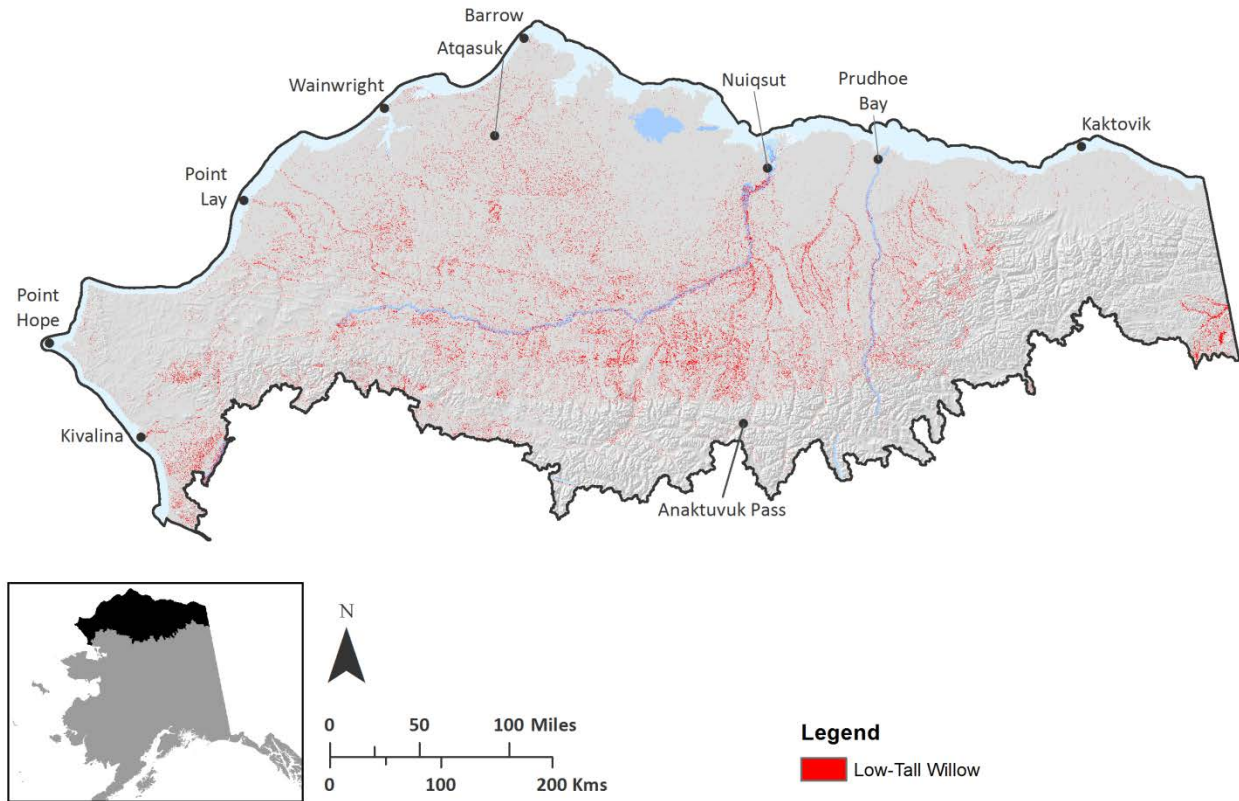 Barrow
Atqasuk
Wainwright
Nuiqsut
Prudhoe
Bay
Kaktovik
Point
Lay
Point
Hope
Kivalina
Anaktuvuk Pass
N
0 50 100 Miles
0 100 200 Kms
Legend
Low-Tall Willow